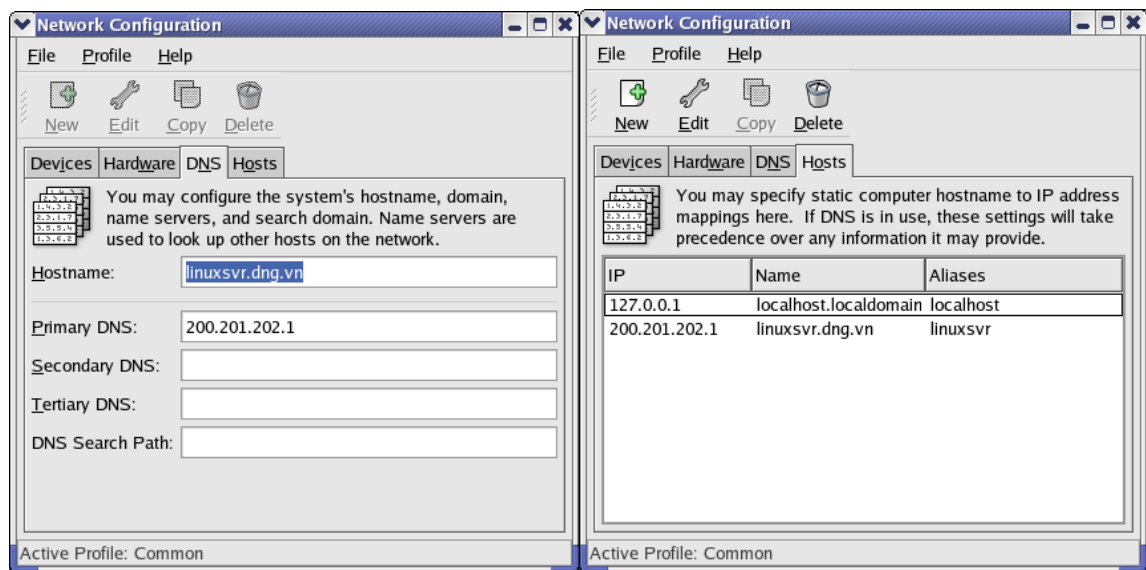 Network Configuration
File Profile Help
New Edit Copy Delete
Devices Hardware DNS Hosts
You may configure the system's hostname, domain,
name servers, and search domain. Name servers are
used to look up other hosts on the network.
Hostname: linuxsvr.dng.vn
Primary DNS: 200.201.202.1
Secondary DNS:
Tertiary DNS:
DNS Search Path:
Active Profile: Common
Network Configuration
File Profile Help
New Edit Copy Delete
Devices Hardware DNS Hosts
You may specify static computer hostname to IP address
mappings here. If DNS is in use, these settings will take
precedence over any information it may provide.
IP Name Aliases
127.0.0.1 localhost.localdomain localhost
200.201.202.1 linuxsvr.dng.vn linuxsvr
Active Profile: Common